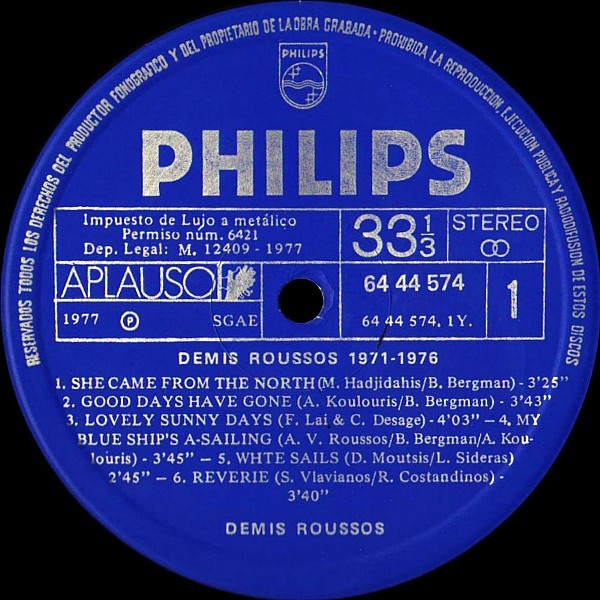 RESERVADOS TODOS LOS DERECHOS DEL PRODUCTOR FONOGRAFICO Y DEL PROPIETARIO DE LA OBRA GRABADA · PROHIBIDA LA REPRODUCCION, EJECUCION PUBLICA Y RADIODIFUSION DE ESTOS DISCOS
PHILIPS
PHILIPS
Impuesto de Lujo a metálico
Permiso núm. 6421
Dep. Legal: M. 12409 - 1977
33 1/3
STEREO
APLAUSO
64 44 574
1
1977 ℗
SGAE
64 44 574. 1Y.
DEMIS ROUSSOS 1971-1976
1. SHE CAME FROM THE NORTH(M. Hadjidahis/B. Bergman) - 3'25"
2. GOOD DAYS HAVE GONE (A. Koulouris/B. Bergman) - 3'43"
3. LOVELY SUNNY DAYS (F. Lai & C. Desage) - 4'03" — 4. MY
BLUE SHIP'S A-SAILING (A. V. Roussos/B. Bergman/A. Kou-
louris) - 3'45" — 5. WHTE SAILS (D. Moutsis/L. Sideras)
2'45" — 6. REVERIE (S. Vlavianos/R. Costandinos) -
3'40"
DEMIS ROUSSOS